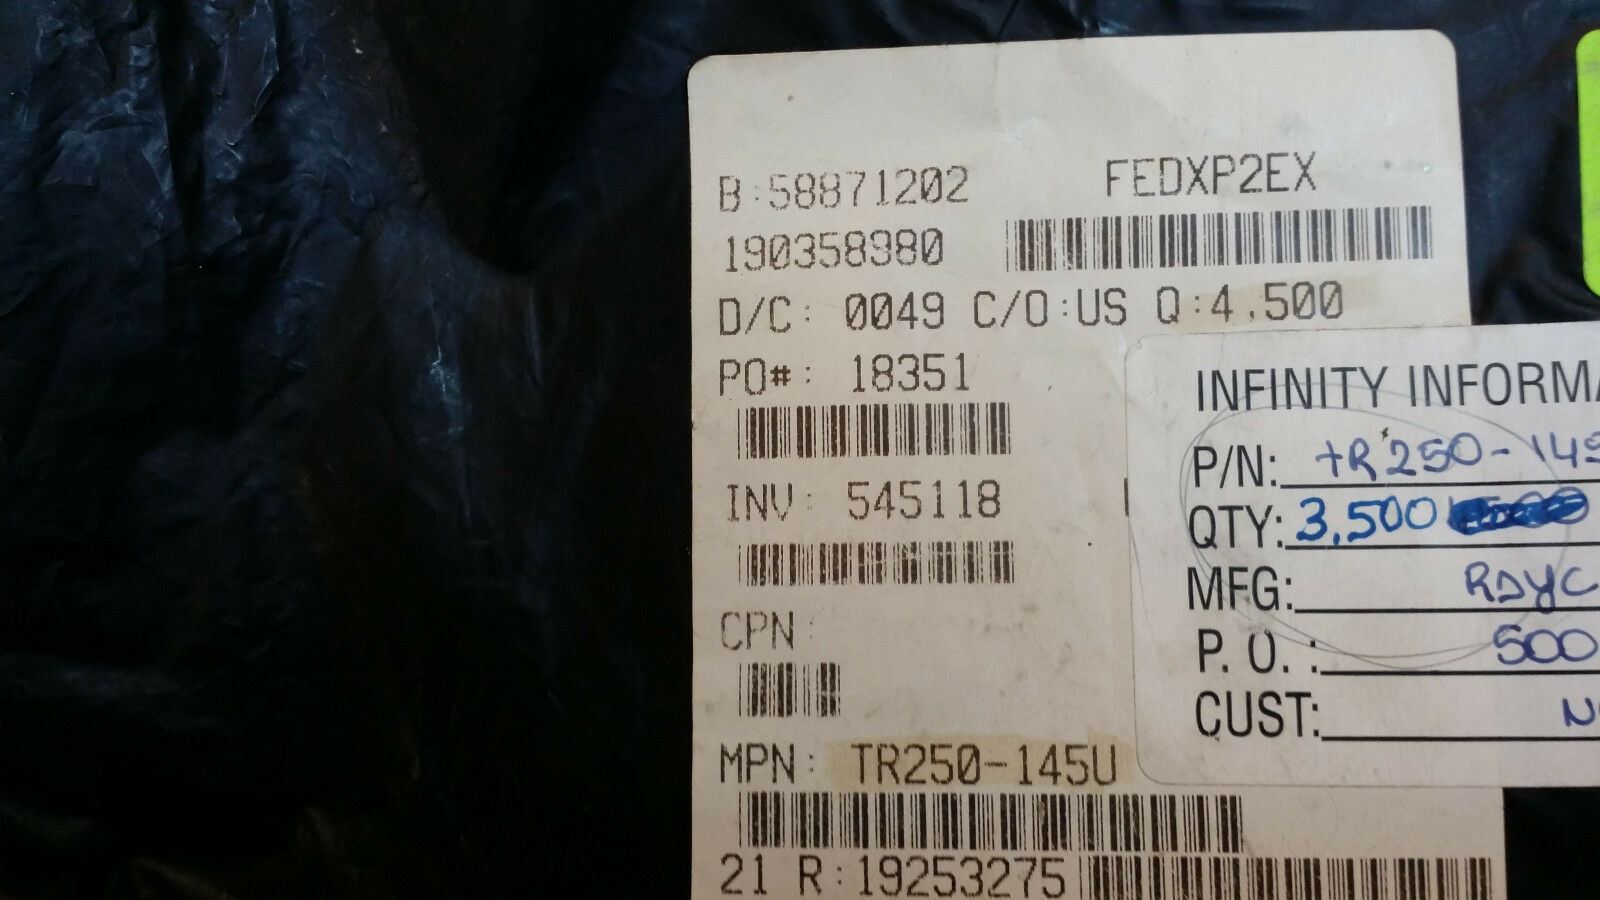 B:58871202 FEDXP2EX
190358980
D/C: 0049 C/O:US Q:4,500
PO#: 18351
INV: 545118
CPN:
MPN: TR250-145U
21 R:19253275
INFINITY INFORMA
P/N: TR250-145
QTY: 3,500
MFG: RAYC
P.O.: 500
CUST: N